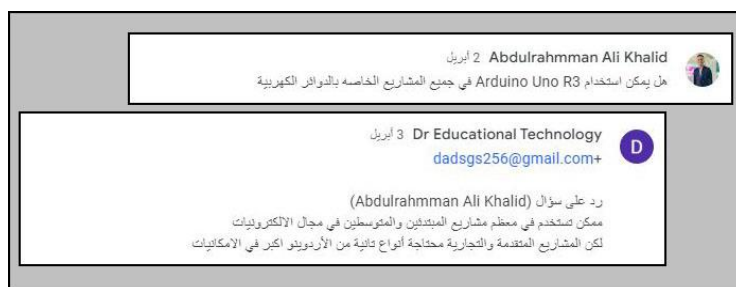 Abdulrahmman Ali Khalid 2 أبريل
هل يمكن استخدام Arduino Uno R3 في جميع المشاريع الخاصه بالدوائر الكهربية
Dr Educational Technology 3 أبريل
D
+dadsgs256@gmail.com
رد على سؤال (Abdulrahmman Ali Khalid)
ممكن تستخدم في معظم مشاريع المبتدئين والمتوسطين في مجال الالكترونيات
لكن المشاريع المتقدمة والتجارية محتاجة أنواع تانية من الأردوينو اكبر في الامكانيات